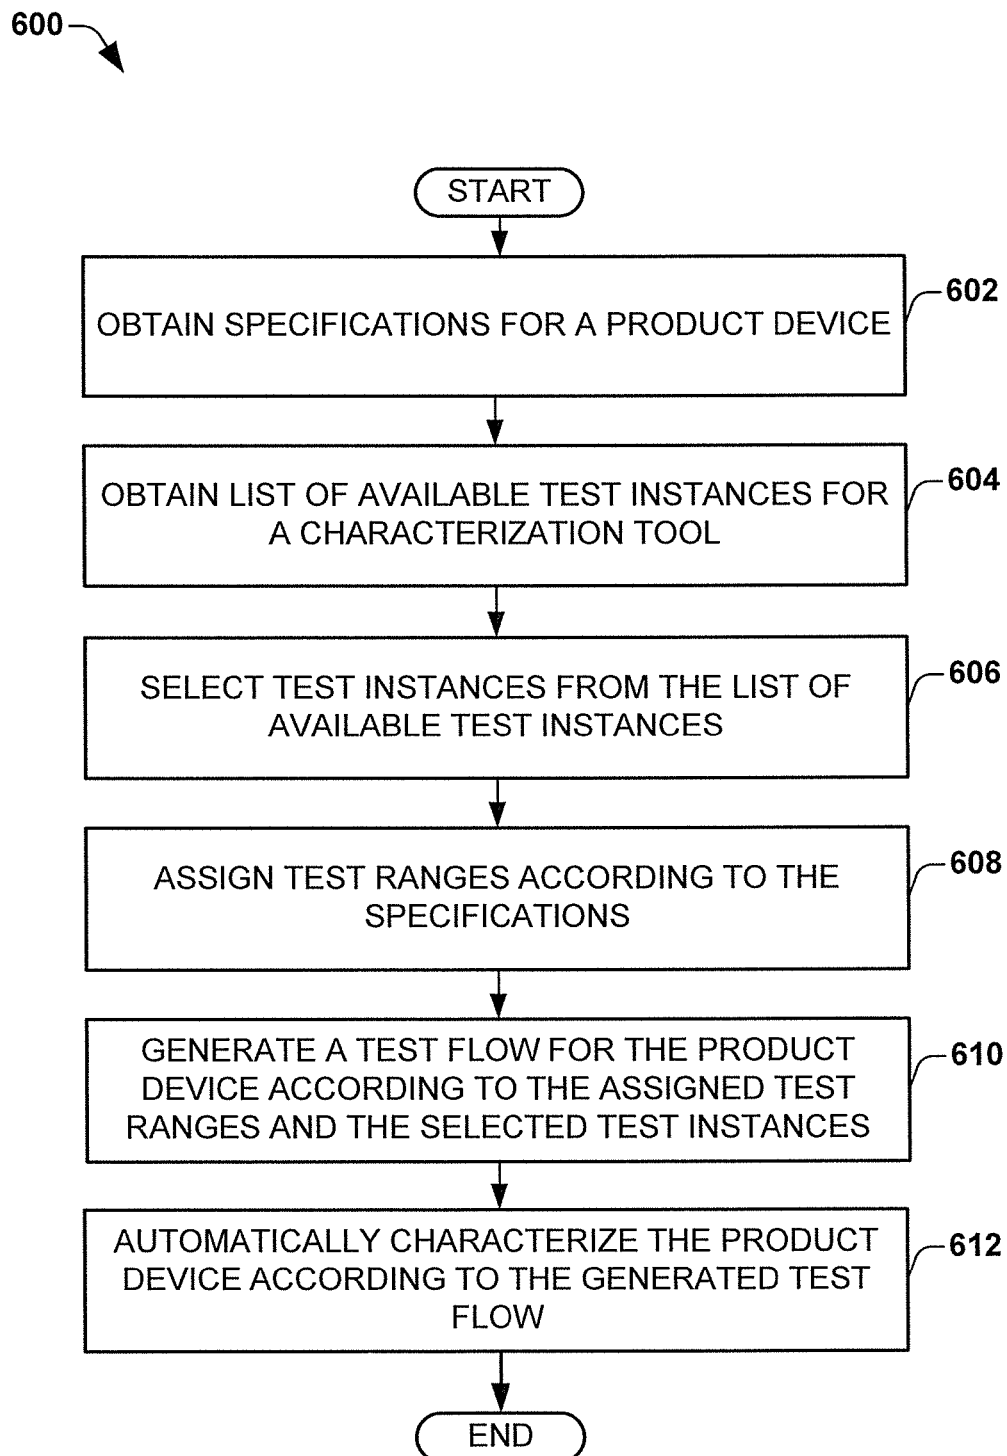 600
START
OBTAIN SPECIFICATIONS FOR A PRODUCT DEVICE
602
OBTAIN LIST OF AVAILABLE TEST INSTANCES FOR
A CHARACTERIZATION TOOL
604
SELECT TEST INSTANCES FROM THE LIST OF
AVAILABLE TEST INSTANCES
606
ASSIGN TEST RANGES ACCORDING TO THE
SPECIFICATIONS
608
GENERATE A TEST FLOW FOR THE PRODUCT
DEVICE ACCORDING TO THE ASSIGNED TEST
RANGES AND THE SELECTED TEST INSTANCES
610
AUTOMATICALLY CHARACTERIZE THE PRODUCT
DEVICE ACCORDING TO THE GENERATED TEST
FLOW
612
END